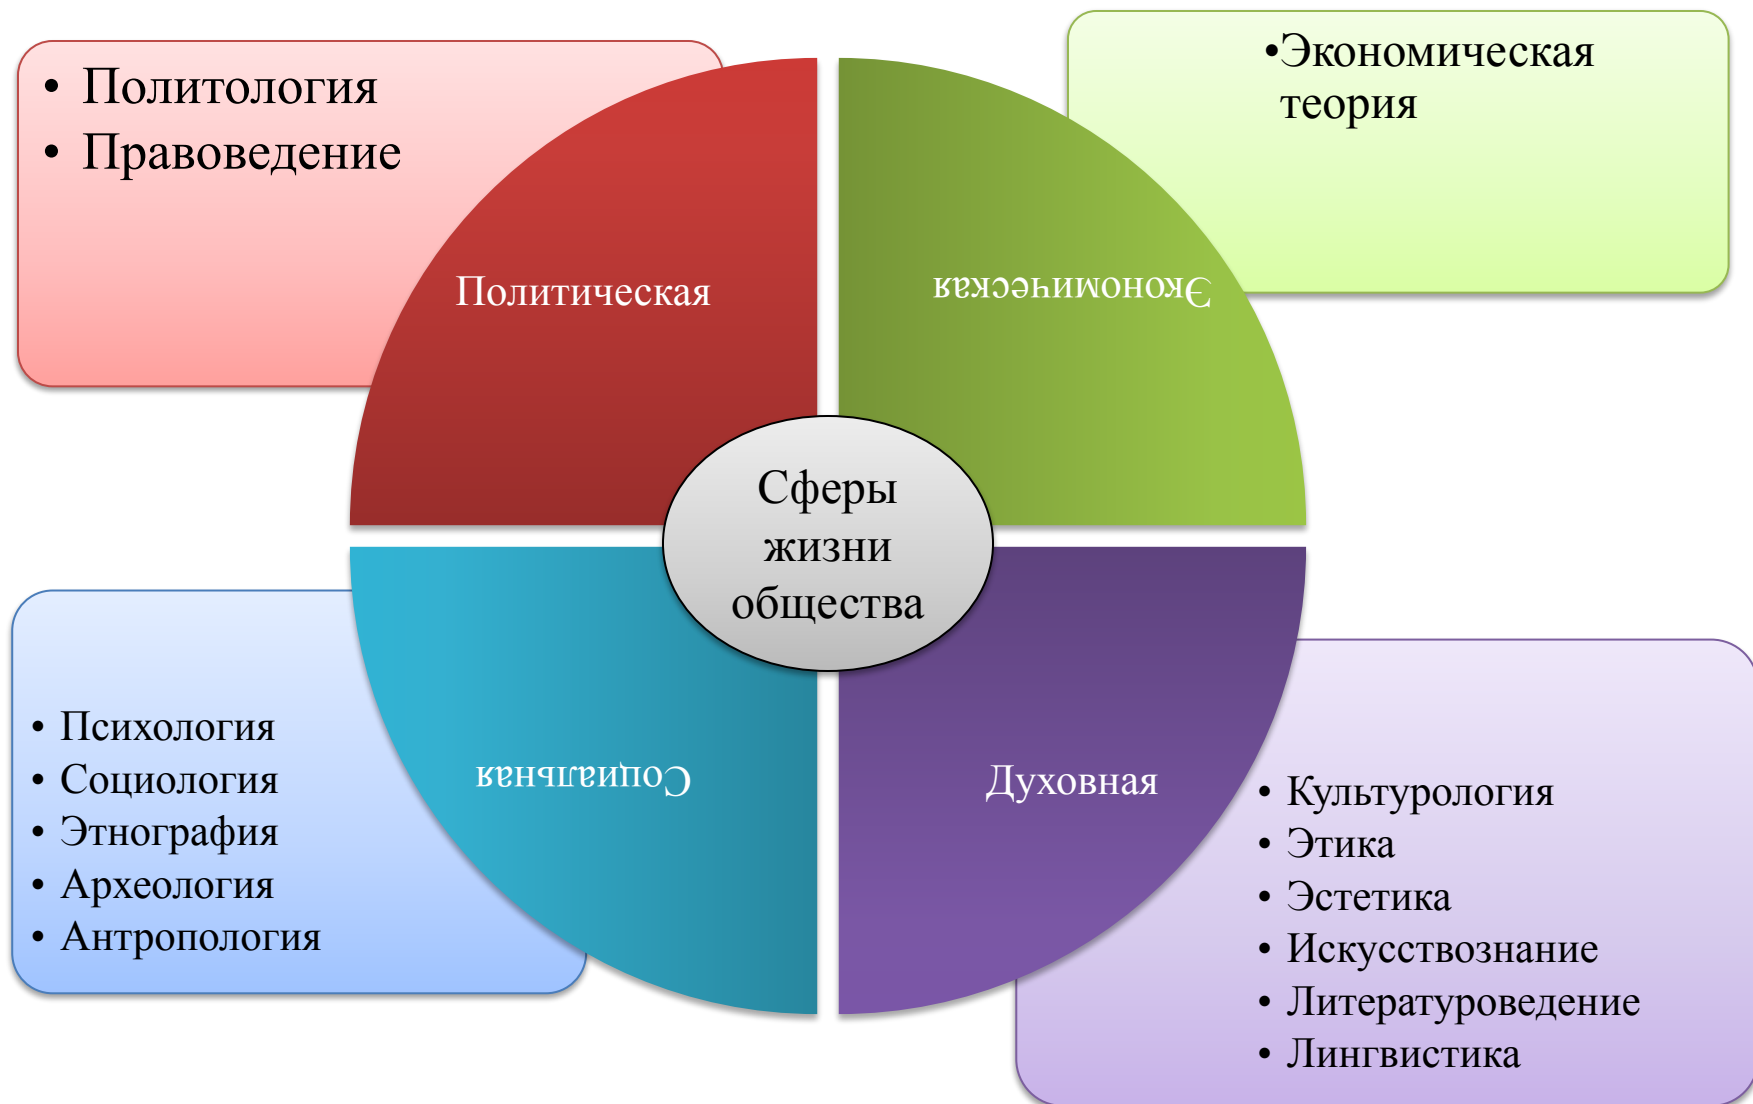 • Политология
• Правоведение
•Экономическая
теория
Политическая
Экономическая
Сферы
жизни
общества
Социальная
Духовная
• Психология
• Социология
• Этнография
• Археология
• Антропология
• Культурология
• Этика
• Эстетика
• Искусствознание
• Литературоведение
• Лингвистика